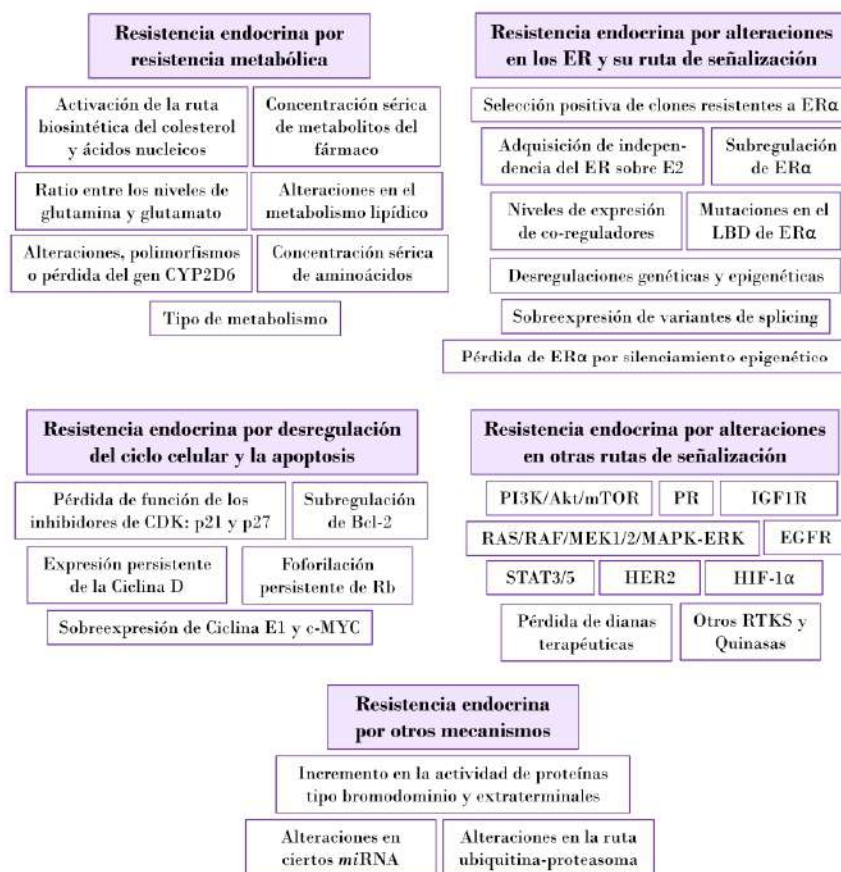 Resistencia endocrina por
resistencia metabólica
Activación de la ruta
biosintética del colesterol
y ácidos nucleicos
Concentración sérica
de metabolitos del
fármaco
Ratio entre los niveles de
glutamina y glutamato
Alteraciones en el
metabolismo lipídico
Alteraciones, polimorfismos
o pérdida del gen CYP2D6
Concentración sérica
de aminoácidos
Tipo de metabolismo
Resistencia endocrina por alteraciones
en los ER y su ruta de señalización
Selección positiva de clones resistentes a ERα
Adquisición de indepen-
dencia del ER sobre E2
Subregulación
de ERα
Niveles de expresión
de co-reguladores
Mutaciones en el
LBD de ERα
Desregulaciones genéticas y epigenéticas
Sobreexpresión de variantes de splicing
Pérdida de ERα por silenciamiento epigenético
Resistencia endocrina por desregulación
del ciclo celular y la apoptosis
Pérdida de función de los
inhibidores de CDK: p21 y p27
Subregulación
de Bcl-2
Expresión persistente
de la Ciclina D
Foforilación
persistente de Rb
Sobreexpresión de Ciclina E1 y c-MYC
Resistencia endocrina por alteraciones
en otras rutas de señalización
PI3K/Akt/mTOR
PR
IGF1R
RAS/RAF/MEK1/2/MAPK-ERK
EGFR
STAT3/5
HER2
HIF-1α
Pérdida de dianas
terapéuticas
Otros RTKS y
Quinasas
Resistencia endocrina
por otros mecanismos
Incremento en la actividad de proteínas
tipo bromodominio y extraterminales
Alteraciones en
ciertos miRNA
Alteraciones en la ruta
ubiquitina-proteasoma